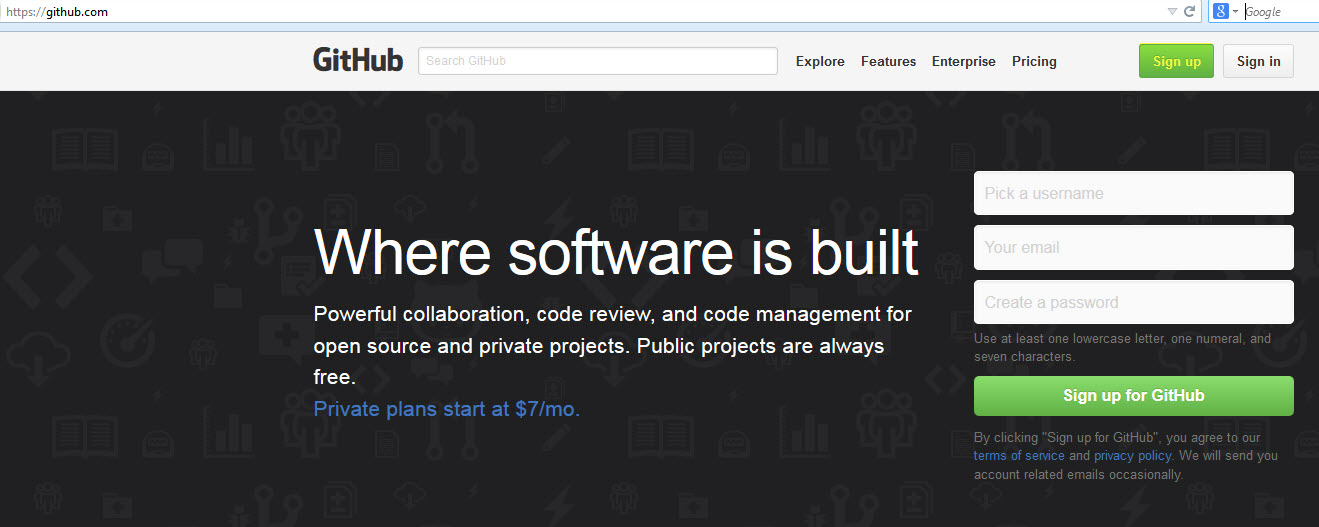 https://github.com
Google
GitHub
Search GitHub
Explore Features Enterprise Pricing
Sign up
Sign in
Where software is built
Powerful collaboration, code review, and code management for
open source and private projects. Public projects are always
free.
Private plans start at $7/mo.
Pick a username
Your email
Create a password
Use at least one lowercase letter, one numeral, and
seven characters.
Sign up for GitHub
By clicking "Sign up for GitHub", you agree to our
terms of service and privacy policy. We will send you
account related emails occasionally.